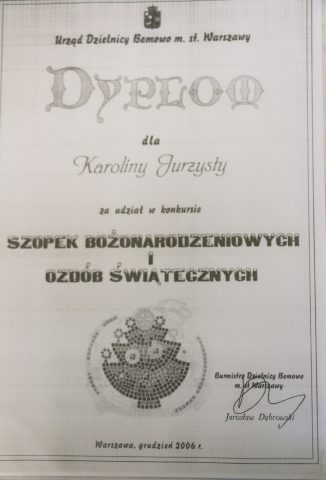 Urząd Dzielnicy Bemowo m. st. Warszawy
DYPLOM
dla
Karoliny Jurzysty
za udział w konkursie
SZOPEK BOŻONARODZENIOWYCH
I
OZDÓB ŚWIĄTECZNYCH
Burmistrz Dzielnicy Bemowo
m. st Warszawy
Jarosław Dąbrowski
Warszawa, grudzień 2006 r.